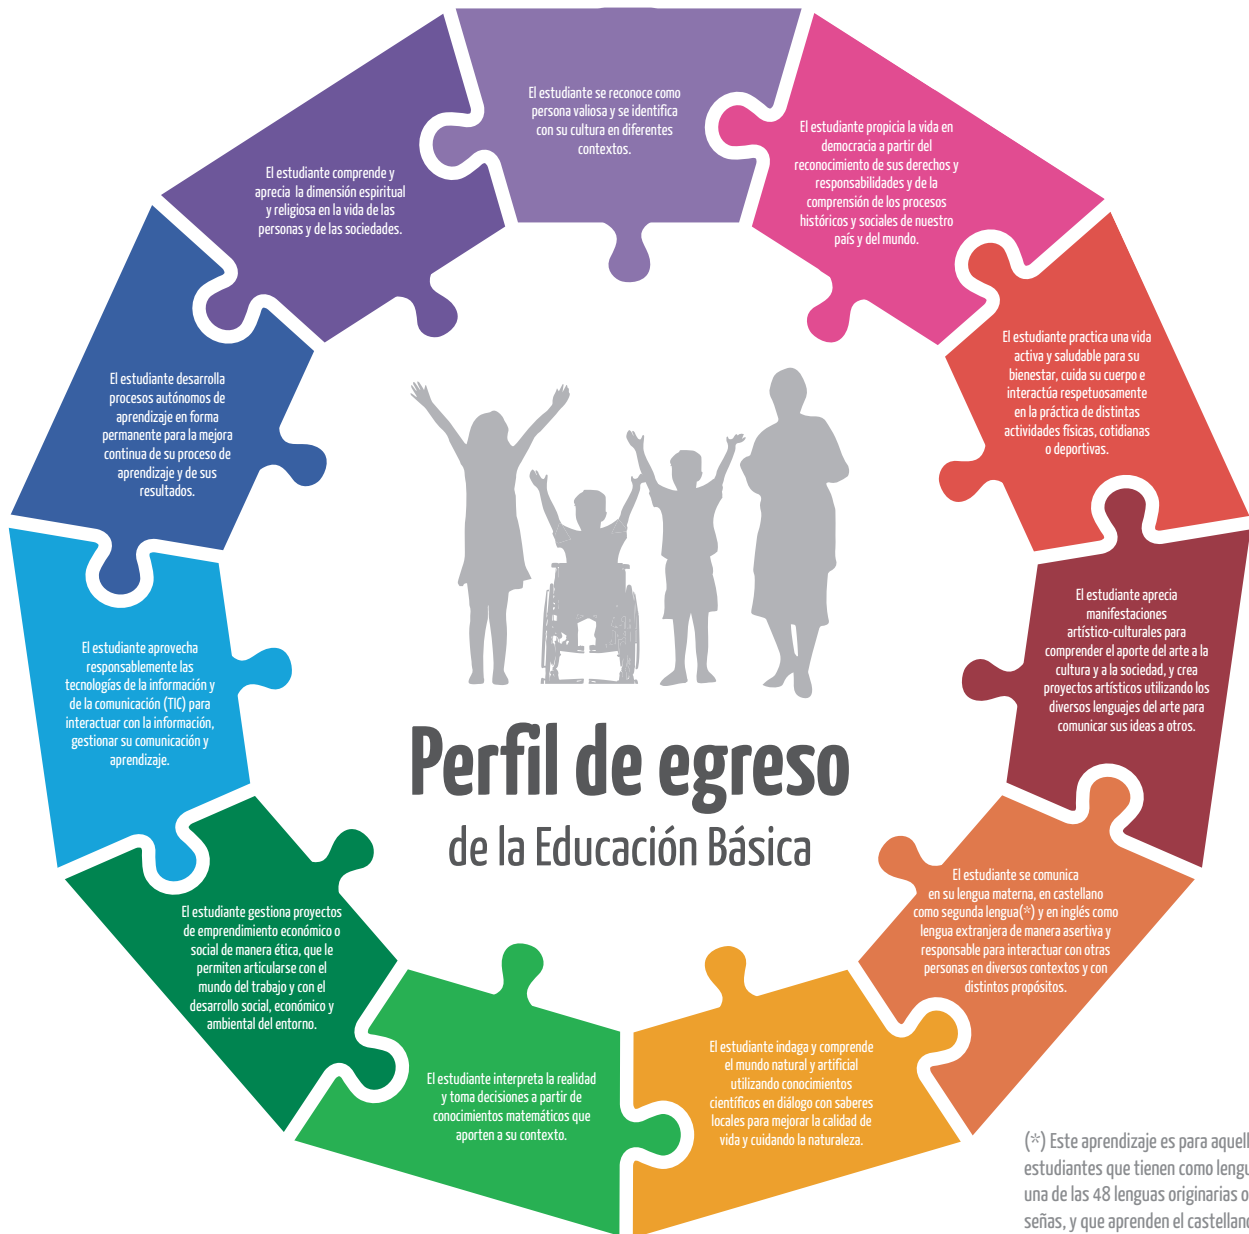 El estudiante se reconoce como
persona valiosa y se identifica
con su cultura en diferentes
contextos.
El estudiante propicia la vida en
democracia a partir del
reconocimiento de sus derechos y
responsabilidades y de la
comprensión de los procesos
históricos y sociales de nuestro
país y del mundo.
El estudiante practica una vida
activa y saludable para su
bienestar, cuida su cuerpo e
interactúa respetuosamente
en la práctica de distintas
actividades físicas, cotidianas
o deportivas.
El estudiante aprecia
manifestaciones
artístico-culturales para
comprender el aporte del arte a la
cultura y a la sociedad, y crea
proyectos artísticos utilizando los
diversos lenguajes del arte para
comunicar sus ideas a otros.
El estudiante se comunica
en su lengua materna, en castellano
como segunda lengua(*) y en inglés como
lengua extranjera de manera asertiva y
responsable para interactuar con otras
personas en diversos contextos y con
distintos propósitos.
El estudiante indaga y comprende
el mundo natural y artificial
utilizando conocimientos
científicos en diálogo con saberes
locales para mejorar la calidad de
vida y cuidando la naturaleza.
El estudiante interpreta la realidad
y toma decisiones a partir de
conocimientos matemáticos que
aporten a su contexto.
El estudiante gestiona proyectos
de emprendimiento económico o
social de manera ética, que le
permiten articularse con el
mundo del trabajo y con el
desarrollo social, económico y
ambiental del entorno.
El estudiante aprovecha
responsablemente las
tecnologías de la información y
de la comunicación (TIC) para
interactuar con la información,
gestionar su comunicación y
aprendizaje.
El estudiante desarrolla
procesos autónomos de
aprendizaje en forma
permanente para la mejora
continua de su proceso de
aprendizaje y de sus
resultados.
El estudiante comprende y
aprecia la dimensión espiritual
y religiosa en la vida de las
personas y de las sociedades.
Perfil de egreso
de la Educación Básica
(*) Este aprendizaje es para
estudiantes que tienen como
una de las 48 lenguas originarias o
señas, y que aprenden el